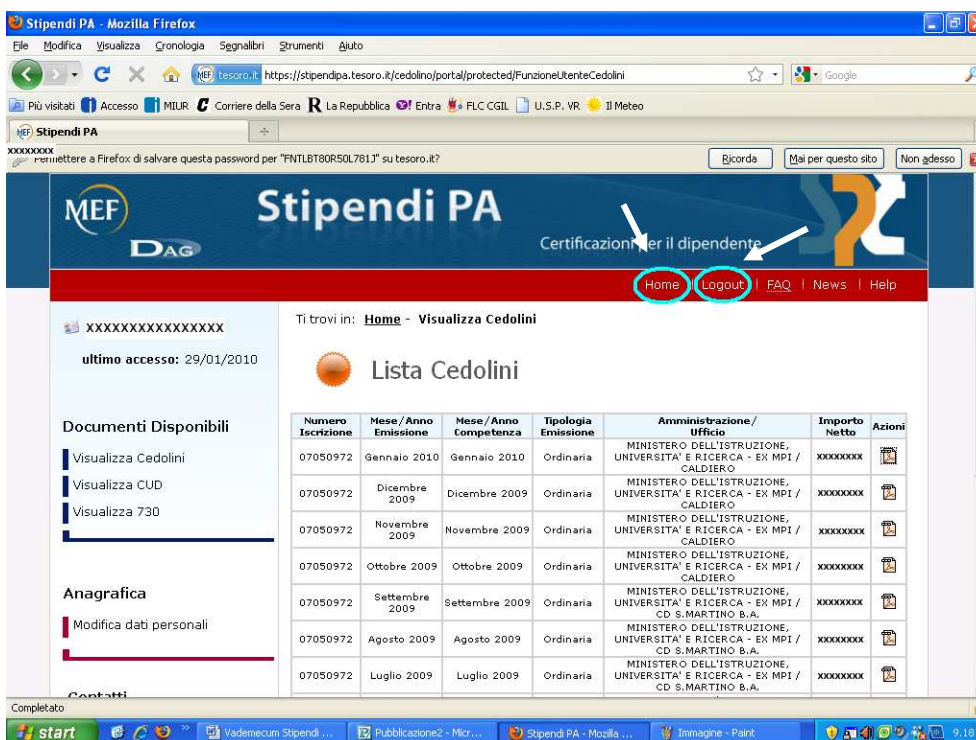 Stipendi PA - Mozilla Firefox
File Modifica Visualizza Cronologia Segnalibri Strumenti Aiuto
MEF tesoro.it https://stipendipa.tesoro.it/cedolino/portal/protected/FunzioneUtenteCedolini Google
Più visitati Accesso MIUR Corriere della Sera R La Repubblica Entra FLC CGIL U.S.P. VR Il Meteo
MEF Stipendi PA
xxxxxxxx
Permettere a Firefox di salvare questa password per "FNTLBT80R50L781J" su tesoro.it? Ricorda Mai per questo sito Non adesso
MEF DAG
Stipendi PA
Certificazioni per il dipendente
Home | Logout | FAQ | News | Help
xxxxxxxxxxxxxxxx
ultimo accesso: 29/01/2010
Documenti Disponibili
Visualizza Cedolini
Visualizza CUD
Visualizza 730
Anagrafica
Modifica dati personali
Contatti
Ti trovi in: Home - Visualizza Cedolini
Lista Cedolini
Numero Iscrizione Mese/Anno Emissione Mese/Anno Competenza Tipologia Emissione Amministrazione/ Ufficio Importo Netto Azioni
07050972 Gennaio 2010 Gennaio 2010 Ordinaria MINISTERO DELL'ISTRUZIONE, UNIVERSITA' E RICERCA - EX MPI / CALDIERO xxxxxxxx
07050972 Dicembre 2009 Dicembre 2009 Ordinaria MINISTERO DELL'ISTRUZIONE, UNIVERSITA' E RICERCA - EX MPI / CALDIERO xxxxxxxx
07050972 Novembre 2009 Novembre 2009 Ordinaria MINISTERO DELL'ISTRUZIONE, UNIVERSITA' E RICERCA - EX MPI / CALDIERO xxxxxxxx
07050972 Ottobre 2009 Ottobre 2009 Ordinaria MINISTERO DELL'ISTRUZIONE, UNIVERSITA' E RICERCA - EX MPI / CALDIERO xxxxxxxx
07050972 Settembre 2009 Settembre 2009 Ordinaria MINISTERO DELL'ISTRUZIONE, UNIVERSITA' E RICERCA - EX MPI / CD S.MARTINO B.A. xxxxxxxx
07050972 Agosto 2009 Agosto 2009 Ordinaria MINISTERO DELL'ISTRUZIONE, UNIVERSITA' E RICERCA - EX MPI / CD S.MARTINO B.A. xxxxxxxx
07050972 Luglio 2009 Luglio 2009 Ordinaria MINISTERO DELL'ISTRUZIONE, UNIVERSITA' E RICERCA - EX MPI / CD S.MARTINO B.A. xxxxxxxx
Completato
start Vademecum Stipendi ... Pubblicazione2 - Micr... Stipendi PA - Mozilla ... Immagine - Paint 9.18